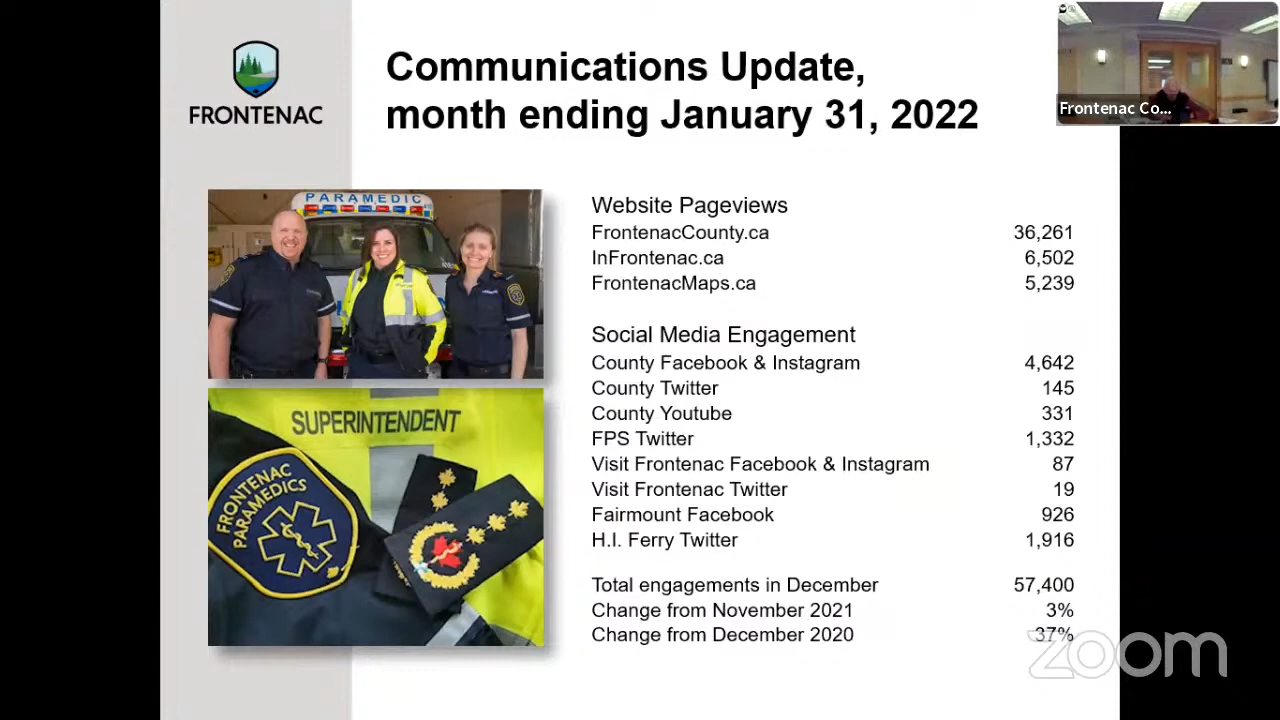 FRONTENAC
Communications Update,
month ending January 31, 2022
Frontenac Co...
PARAMEDIC
SUPERINTENDENT
FRONTENAC
PARAMEDICS
Website Pageviews
FrontenacCounty.ca 36,261
InFrontenac.ca 6,502
FrontenacMaps.ca 5,239
Social Media Engagement
County Facebook & Instagram 4,642
County Twitter 145
County Youtube 331
FPS Twitter 1,332
Visit Frontenac Facebook & Instagram 87
Visit Frontenac Twitter 19
Fairmount Facebook 926
H.I. Ferry Twitter 1,916
Total engagements in December 57,400
Change from November 2021 3%
Change from December 2020 37%
zoom